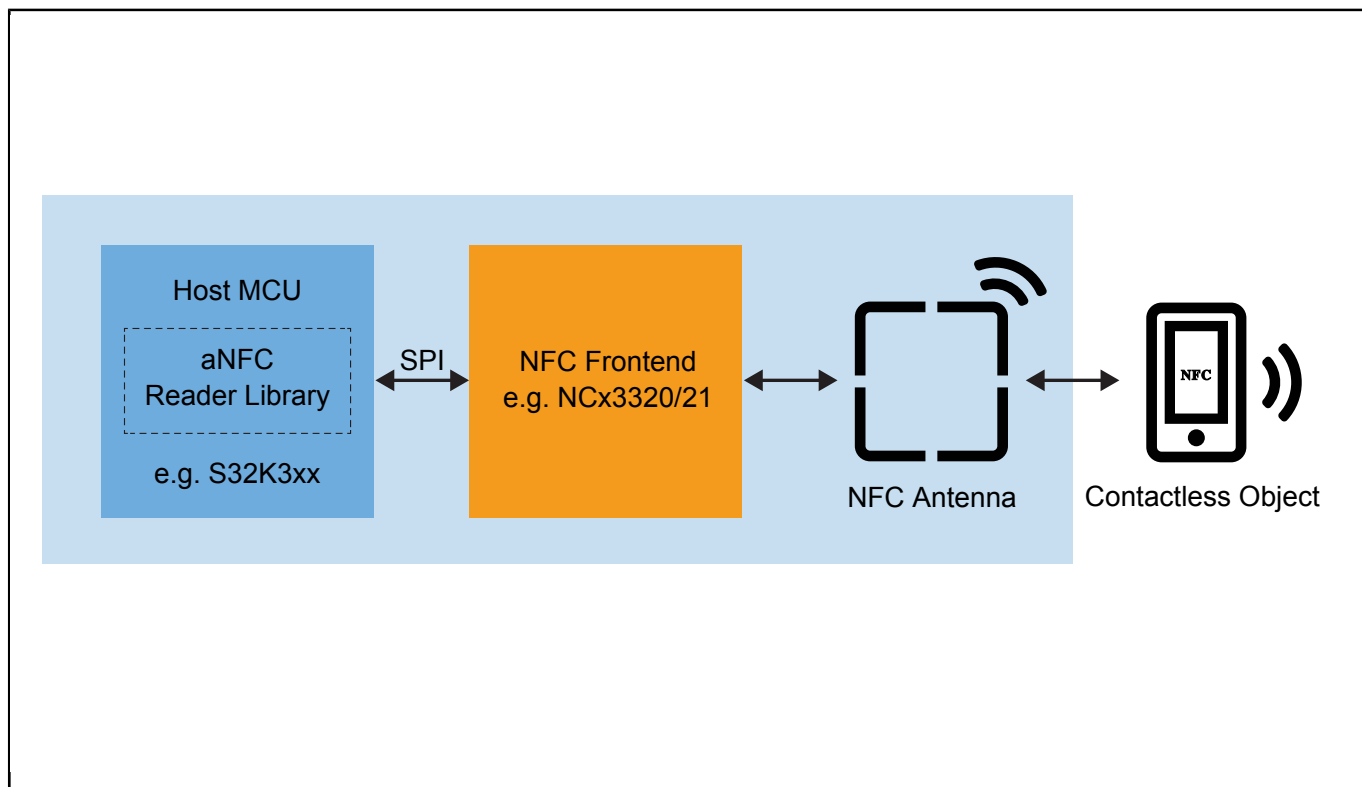 Host MCU
aNFC
Reader Library
e.g. S32K3xx
SPI
NFC Frontend
e.g. NCx3320/21
NFC Antenna
NFC
Contactless Object